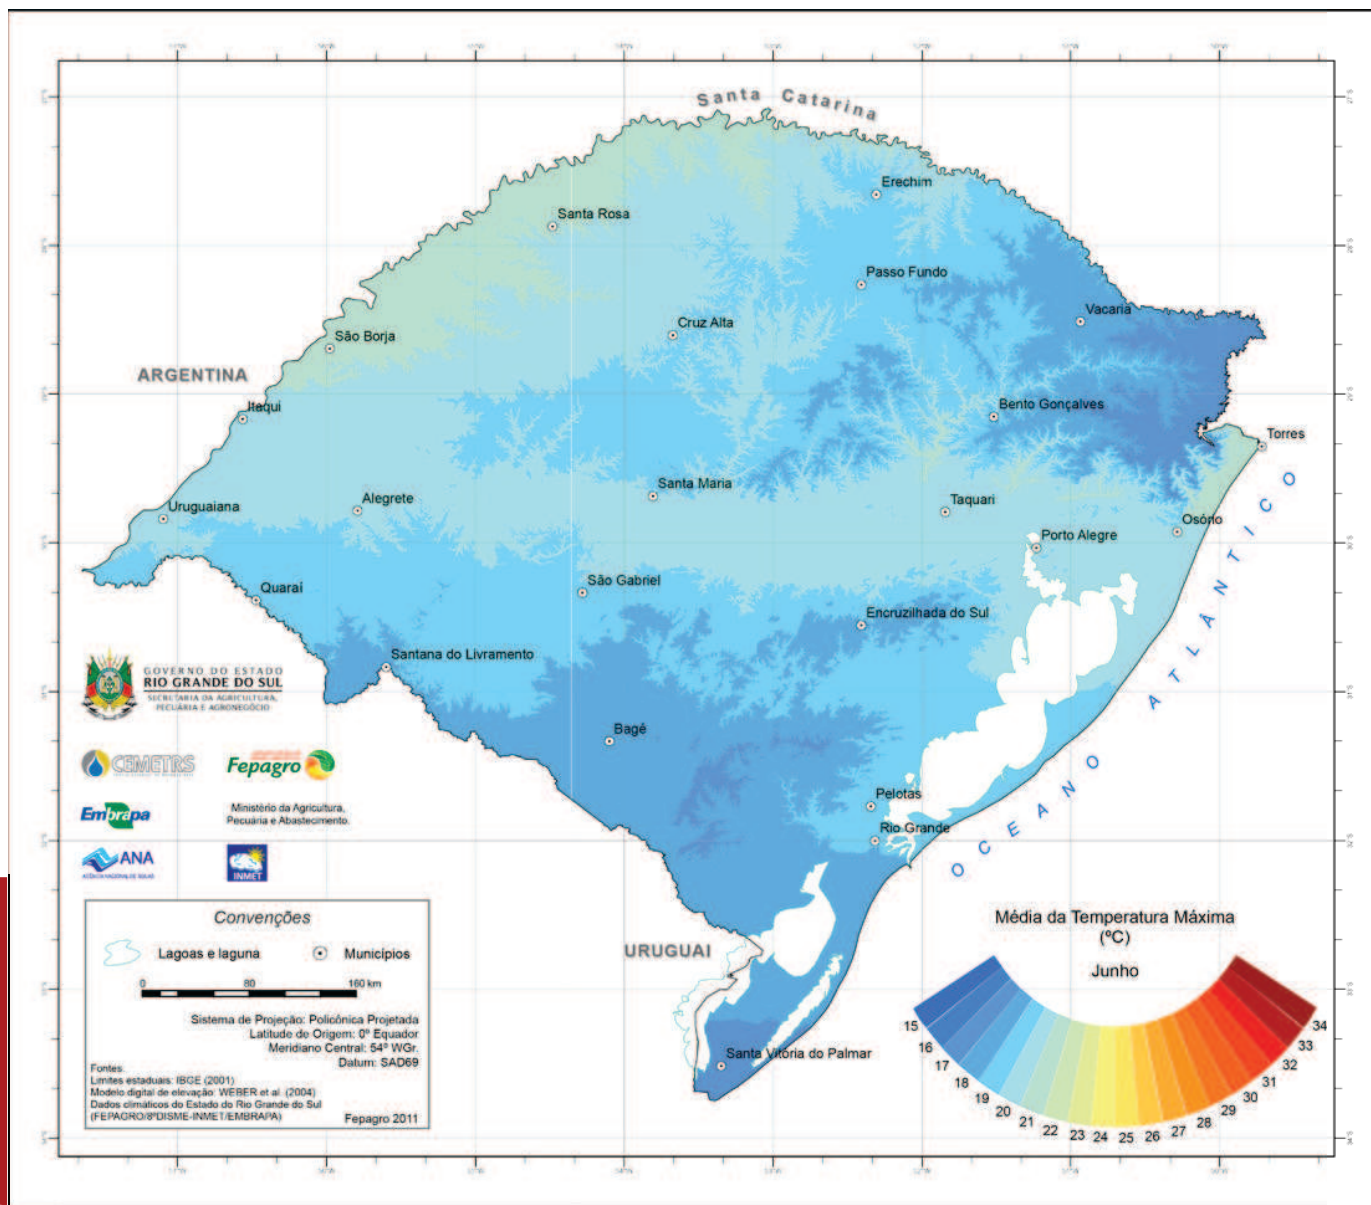 Santa Catarina
Erechim
Santa Rosa
Passo Fundo
Vacaria
Cruz Alta
São Borja
ARGENTINA
Itaqui
Bento Gonçalves
Torres
Santa Maria
Uruguaiana
Alegrete
Taquari
Osório
Porto Alegre
Quaraí
São Gabriel
Encruzilhada do Sul
Santana do Livramento
OCEANO ATLÂNTICO
Bagé
Pelotas
Rio Grande
URUGUAI
Santa Vitória do Palmar
GOVERNO DO ESTADO
RIO GRANDE DO SUL
SECRETARIA DA AGRICULTURA,
PECUÁRIA E AGRONEGÓCIO
CEMETRS
Fepagro
Embrapa
Ministério da Agricultura,
Pecuária e Abastecimento.
ANA
AGÊNCIA NACIONAL DE ÁGUAS
INMET
Convenções
Lagoas e laguna
Municípios
0 80 160 km
Sistema de Projeção: Policônica Projetada
Latitude de Origem: 0º Equador
Meridiano Central: 54º WGr.
Datum: SAD69
Fontes:
Limites estaduais: IBGE (2001)
Modelo digital de elevação: WEBER et al. (2004)
Dados climáticos do Estado do Rio Grande do Sul
(FEPAGRO/8ºDISME-INMET/EMBRAPA)
Fepagro 2011
Média da Temperatura Máxima
(ºC)
Junho
15 16 17 18 19 20 21 22 23 24 25 26 27 28 29 30 31 32 33 34